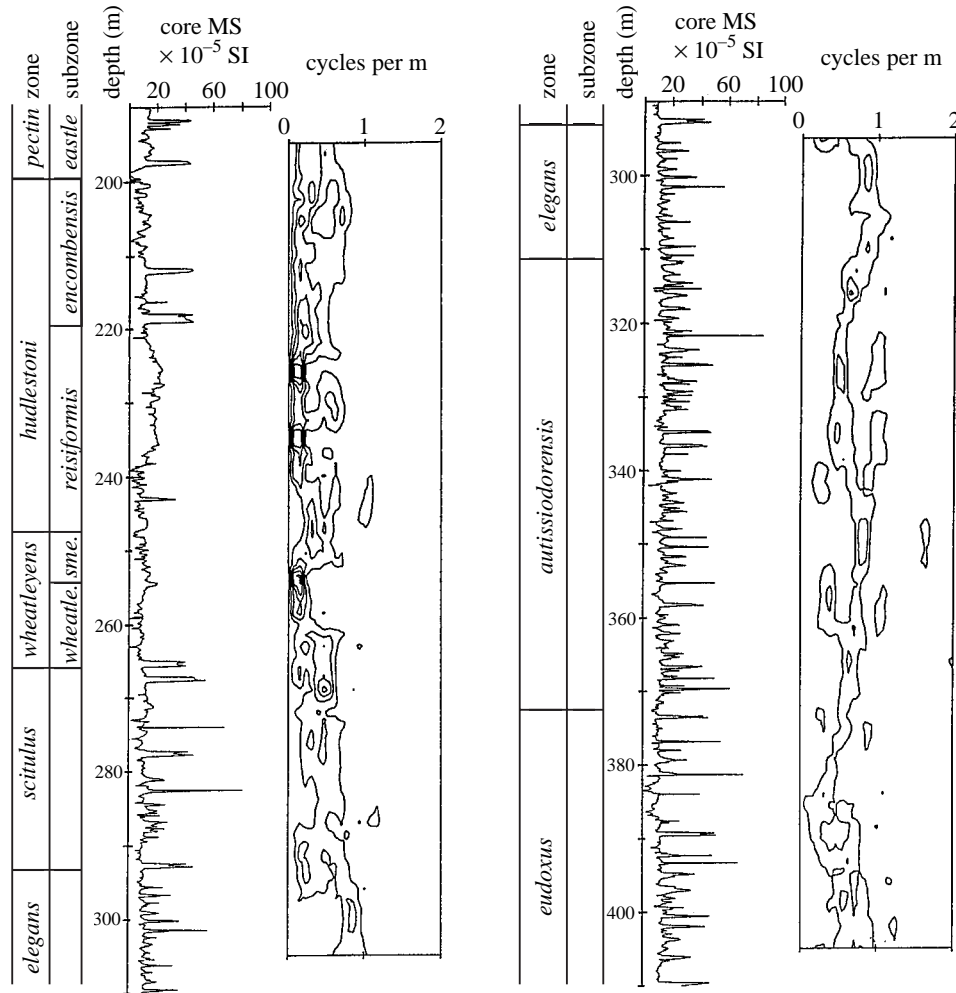 zone
subzone
depth (m)
core MS
× 10⁻⁵ SI
20 60 100
cycles per m
0 1 2
pectin
hudlestoni
wheatleyens
scitulus
elegans
eastle
encombensis
reisiformis
sme.
wheatle.
200
220
240
260
280
300
zone
subzone
depth (m)
core MS
× 10⁻⁵ SI
20 60 100
cycles per m
0 1 2
elegans
autissiodorensis
eudoxus
300
320
340
360
380
400